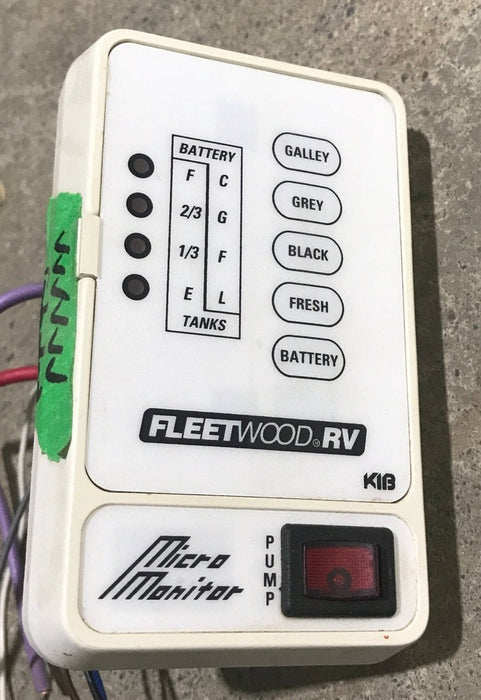 BATTERY
F C
2/3 G
1/3 F
E L
TANKS
GALLEY
GREY
BLACK
FRESH
BATTERY
FLEETWOOD® RV
KIB
Micro
Monitor
PUMP